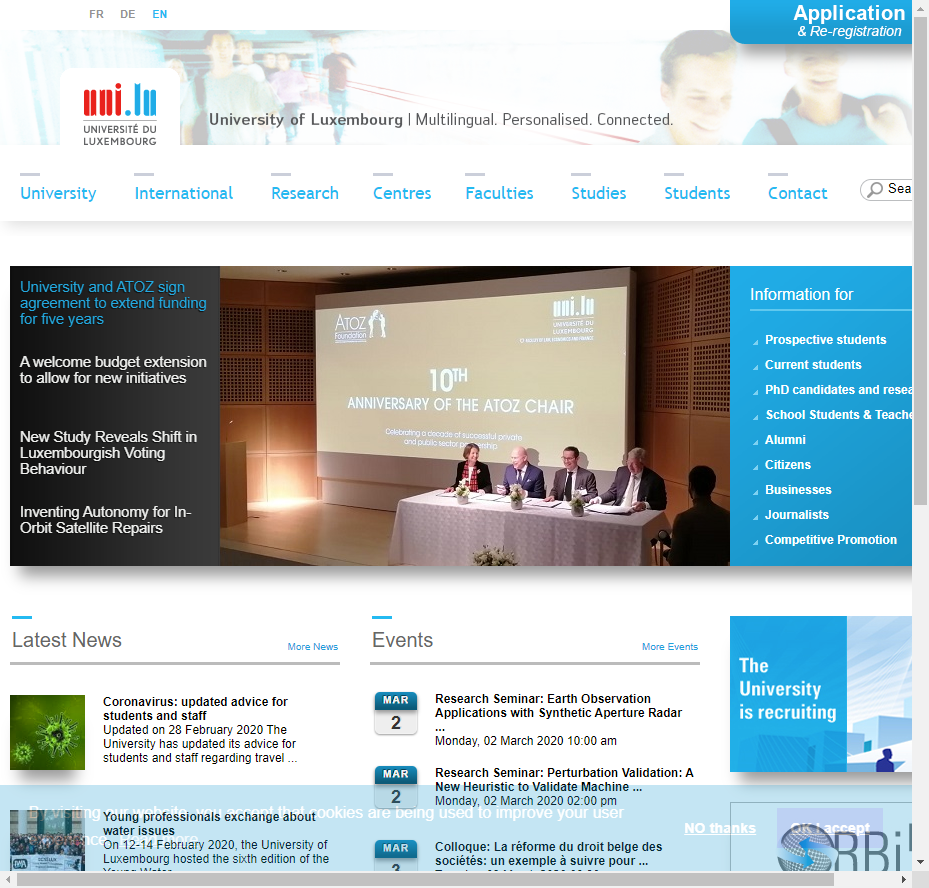 FR DE EN
Application
& Re-registration
uni.lu
UNIVERSITÉ DU
LUXEMBOURG
University of Luxembourg | Multilingual. Personalised. Connected.
University International Research Centres Faculties Studies Students Contact
Sea
University and ATOZ sign
agreement to extend funding
for five years
A welcome budget extension
to allow for new initiatives
New Study Reveals Shift in
Luxembourgish Voting
Behaviour
Inventing Autonomy for In-
Orbit Satellite Repairs
ATOZ
Foundation
uni.lu
UNIVERSITÉ DU
LUXEMBOURG
10TH
ANNIVERSARY OF THE ATOZ CHAIR
Celebrating a decade of successful private
and public sector partnership
Information for
Prospective students
Current students
PhD candidates and resea
School Students & Teache
Alumni
Citizens
Businesses
Journalists
Competitive Promotion
Latest News
More News
Coronavirus: updated advice for
students and staff
Updated on 28 February 2020 The
University has updated its advice for
students and staff regarding travel ...
Young professionals exchange about
water issues
On 12-14 February 2020, the University of
Luxembourg hosted the sixth edition of the
Young Water
Events
More Events
MAR
2
Research Seminar: Earth Observation
Applications with Synthetic Aperture Radar
...
Monday, 02 March 2020 10:00 am
MAR
2
Research Seminar: Perturbation Validation: A
New Heuristic to Validate Machine ...
Monday, 02 March 2020 02:00 pm
MAR
Colloque: La réforme du droit belge des
sociétés: un exemple à suivre pour ...
The
University
is recruiting
By visiting our website, you accept that cookies are being used to improve your user
NO thanks
OK I accept
ORBi